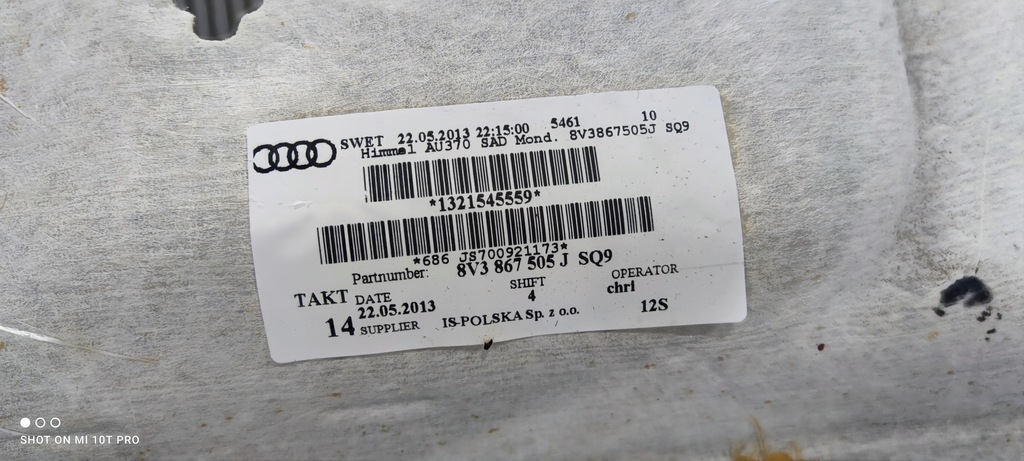 SWET 22.05.2013 22:15:00 5461 10
Himmel AU370 SAD Mond. 8V3867505J SQ9
*1321545559*
*686 JS700921173*
Partnumber: 8V3 867 505 J SQ9
TAKT DATE SHIFT OPERATOR
22.05.2013 4 chri
14 SUPPLIER IS-POLSKA Sp. z o.o. 12S
SHOT ON MI 10T PRO